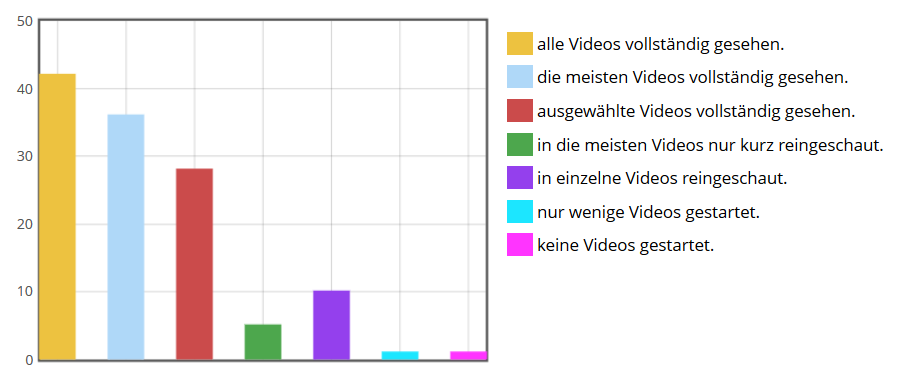 50
40
30
20
10
0
alle Videos vollständig gesehen.
die meisten Videos vollständig gesehen.
ausgewählte Videos vollständig gesehen.
in die meisten Videos nur kurz reingeschaut.
in einzelne Videos reingeschaut.
nur wenige Videos gestartet.
keine Videos gestartet.